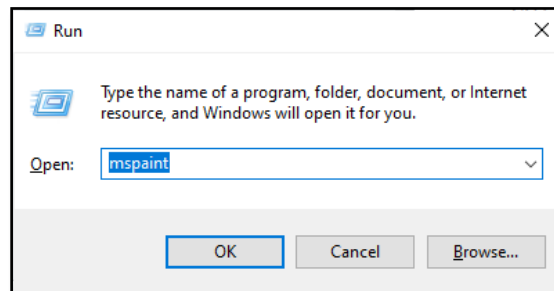 Run
Type the name of a program, folder, document, or Internet
resource, and Windows will open it for you.
Open:
mspaint
OK
Cancel
Browse...